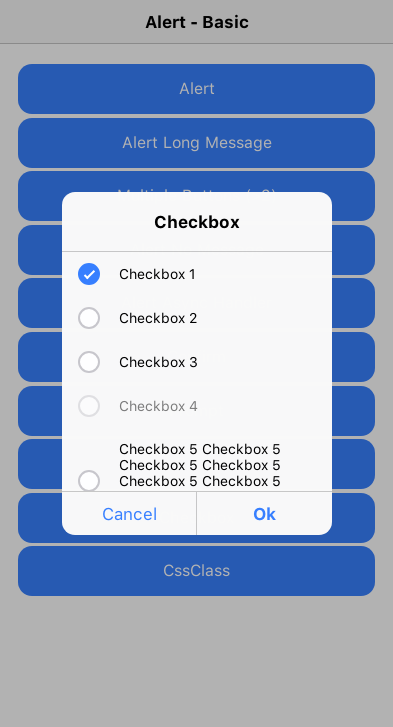 Alert - Basic
Alert
Alert Long Message
Checkbox
Checkbox 1
Checkbox 2
Checkbox 3
Checkbox 4
Checkbox 5 Checkbox 5
Checkbox 5 Checkbox 5
Checkbox 5 Checkbox 5
Cancel
Ok
CssClass